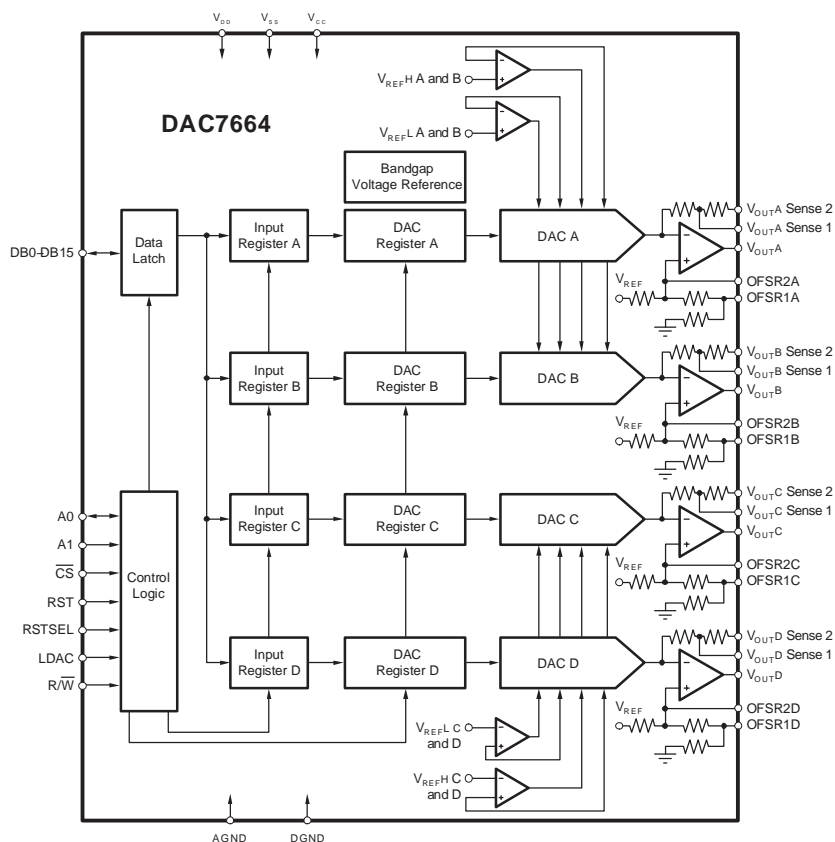 VDD
VSS
VCC
VREFH A and B
VREFL A and B
DAC7664
Bandgap
Voltage Reference
DB0-DB15
Data
Latch
Input
Register A
DAC
Register A
DAC A
VOUTA Sense 2
VOUTA Sense 1
VOUTA
VREF
OFSR2A
OFSR1A
Input
Register B
DAC
Register B
DAC B
VOUTB Sense 2
VOUTB Sense 1
VOUTB
VREF
OFSR2B
OFSR1B
A0
A1
C̅S̅
RST
RSTSEL
LDAC
R/W̅
Control
Logic
Input
Register C
DAC
Register C
DAC C
VOUTC Sense 2
VOUTC Sense 1
VOUTC
VREF
OFSR2C
OFSR1C
Input
Register D
DAC
Register D
DAC D
VOUTD Sense 2
VOUTD Sense 1
VOUTD
VREF
OFSR2D
OFSR1D
VREFL C
and D
VREFH C
and D
AGND
DGND